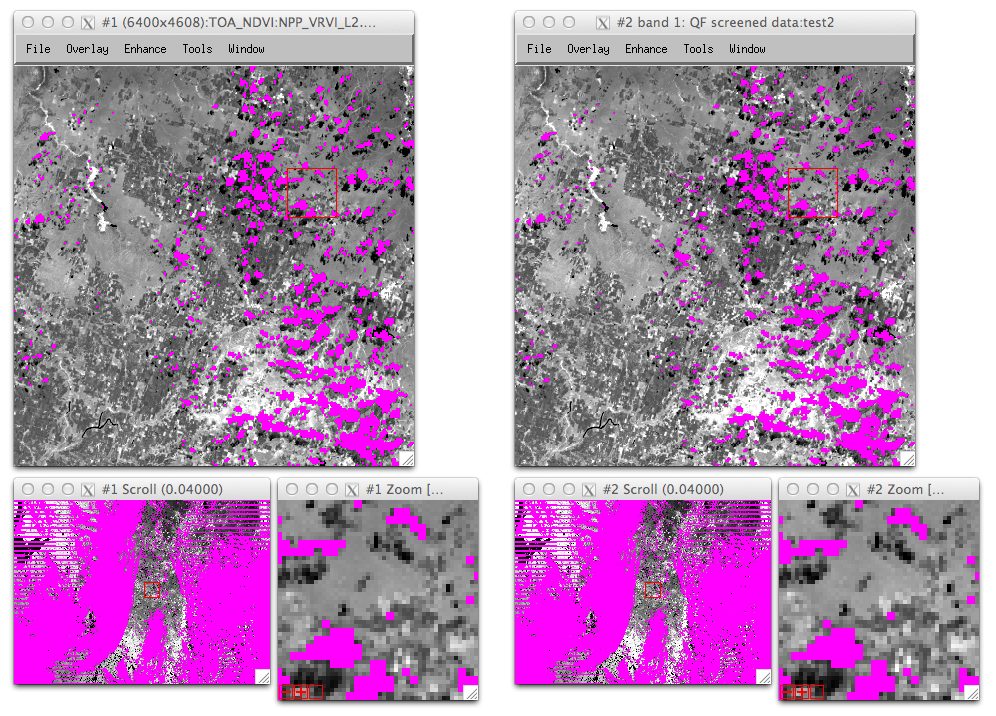 #1 (6400x4608):TOA_NDVI:NPP_VRVI_L2....
File Overlay Enhance Tools Window
#2 band 1: QF screened data:test2
File Overlay Enhance Tools Window
#1 Scroll (0.04000)
#1 Zoom [...
#2 Scroll (0.04000)
#2 Zoom [...